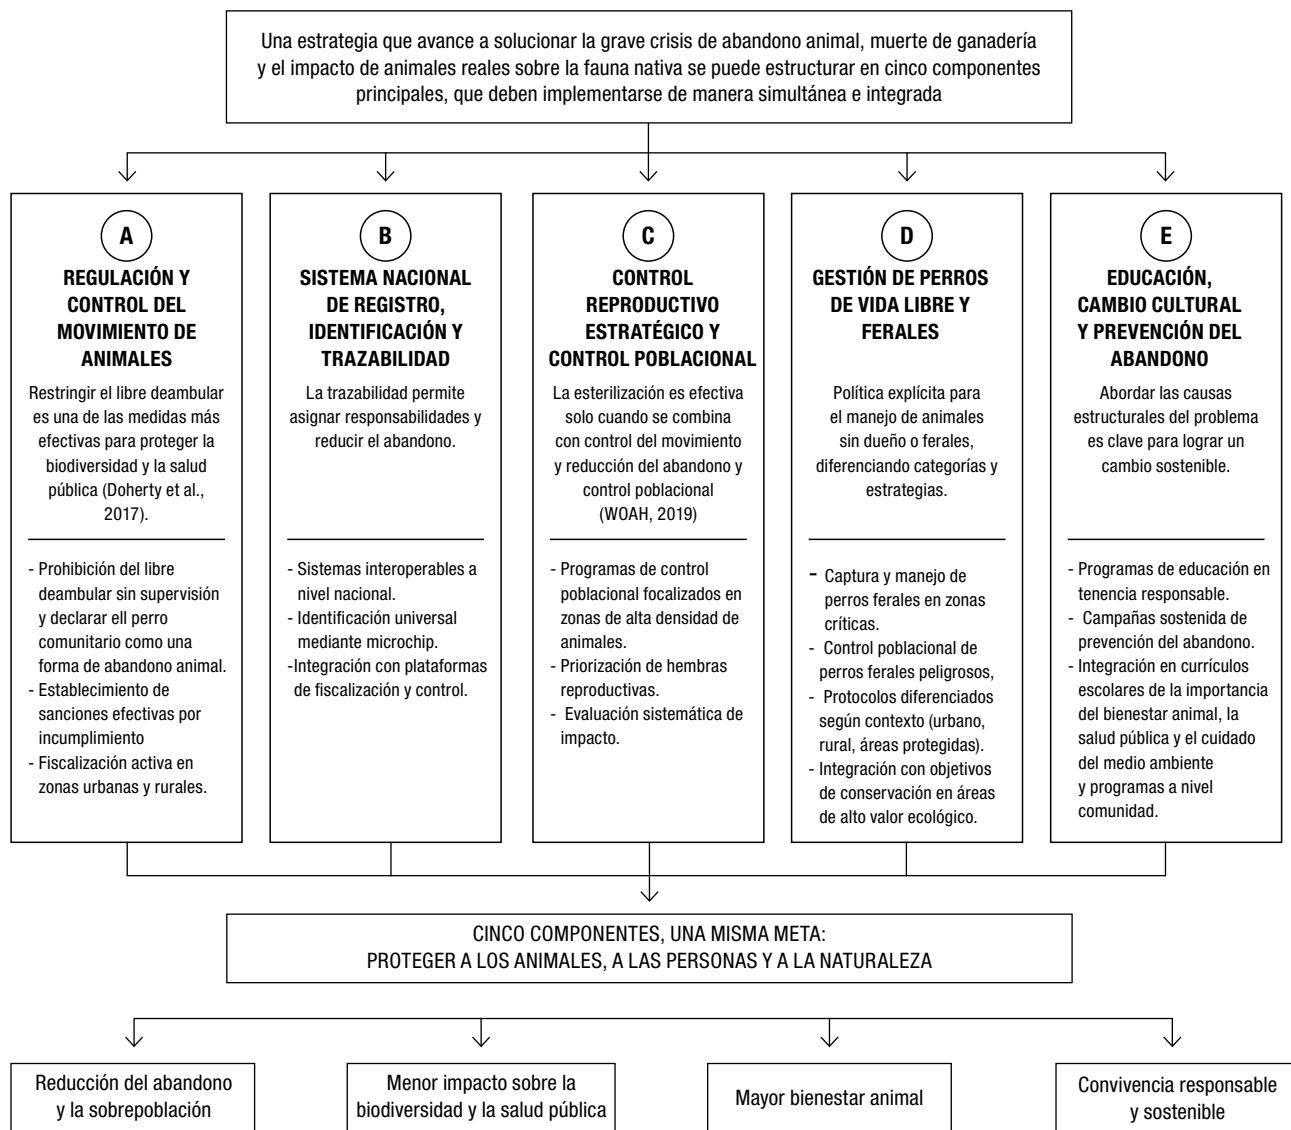 Una estrategia que avance a solucionar la grave crisis de abandono animal, muerte de ganadería
y el impacto de animales reales sobre la fauna nativa se puede estructurar en cinco componentes
principales, que deben implementarse de manera simultánea e integrada
A
REGULACIÓN Y
CONTROL DEL
MOVIMIENTO DE
ANIMALES
Restringir el libre deambular
es una de las medidas más
efectivas para proteger la
biodiversidad y la salud
pública (Doherty et al.,
2017).
- Prohibición del libre
deambular sin supervisión
y declarar ell perro
comunitario como una
forma de abandono animal.
- Establecimiento de
sanciones efectivas por
incumplimiento
- Fiscalización activa en
zonas urbanas y rurales.
B
SISTEMA NACIONAL
DE REGISTRO,
IDENTIFICACIÓN Y
TRAZABILIDAD
La trazabilidad permite
asignar responsabilidades y
reducir el abandono.
- Sistemas interoperables a
nivel nacional.
- Identificación universal
mediante microchip.
-Integración con plataformas
de fiscalización y control.
C
CONTROL
REPRODUCTIVO
ESTRATÉGICO Y
CONTROL POBLACIONAL
La esterilización es efectiva
solo cuando se combina
con control del movimiento
y reducción del abandono y
control poblacional
(WOAH, 2019)
- Programas de control
poblacional focalizados en
zonas de alta densidad de
animales.
- Priorización de hembras
reproductivas.
- Evaluación sistemática de
impacto.
D
GESTIÓN DE PERROS
DE VIDA LIBRE Y
FERALES
Política explícita para
el manejo de animales
sin dueño o ferales,
diferenciando categorías y
estrategias.
- Captura y manejo de
perros ferales en zonas
críticas.
- Control poblacional de
perros ferales peligrosos,
- Protocolos diferenciados
según contexto (urbano,
rural, áreas protegidas).
- Integración con objetivos
de conservación en áreas
de alto valor ecológico.
E
EDUCACIÓN,
CAMBIO CULTURAL
Y PREVENCIÓN DEL
ABANDONO
Abordar las causas
estructurales del problema
es clave para lograr un
cambio sostenible.
- Programas de educación en
tenencia responsable.
- Campañas sostenida de
prevención del abandono.
- Integración en currículos
escolares de la importancia
del bienestar animal, la
salud pública y el cuidado
del medio ambiente
y programas a nivel
comunidad.
CINCO COMPONENTES, UNA MISMA META:
PROTEGER A LOS ANIMALES, A LAS PERSONAS Y A LA NATURALEZA
Reducción del abandono
y la sobrepoblación
Menor impacto sobre la
biodiversidad y la salud pública
Mayor bienestar animal
Convivencia responsable
y sostenible